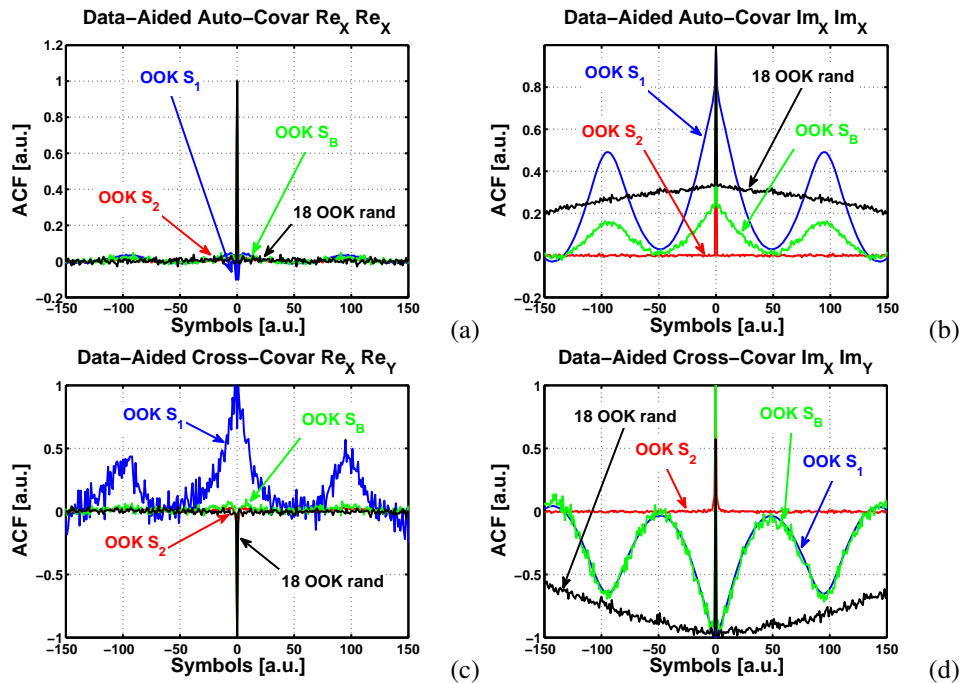 Data-Aided Auto-Covar Re_X Re_X
ACF [a.u.]
1.2
1
0.8
0.6
0.4
0.2
0
-0.2
OOK S_1
OOK S_B
OOK S_2
18 OOK rand
-150 -100 -50 0 50 100 150
Symbols [a.u.]
(a)
Data-Aided Auto-Covar Im_X Im_X
ACF [a.u.]
0.8
0.6
0.4
0.2
0
-0.2
OOK S_1
18 OOK rand
OOK S_2
OOK S_B
-150 -100 -50 0 50 100 150
Symbols [a.u.]
(b)
Data-Aided Cross-Covar Re_X Re_Y
ACF [a.u.]
1
0.5
0
-0.5
-1
OOK S_1
OOK S_B
OOK S_2
18 OOK rand
-150 -100 -50 0 50 100 150
Symbols [a.u.]
(c)
Data-Aided Cross-Covar Im_X Im_Y
ACF [a.u.]
1
0.5
0
-0.5
-1
18 OOK rand
OOK S_B
OOK S_2
OOK S_1
-150 -100 -50 0 50 100 150
Symbols [a.u.]
(d)